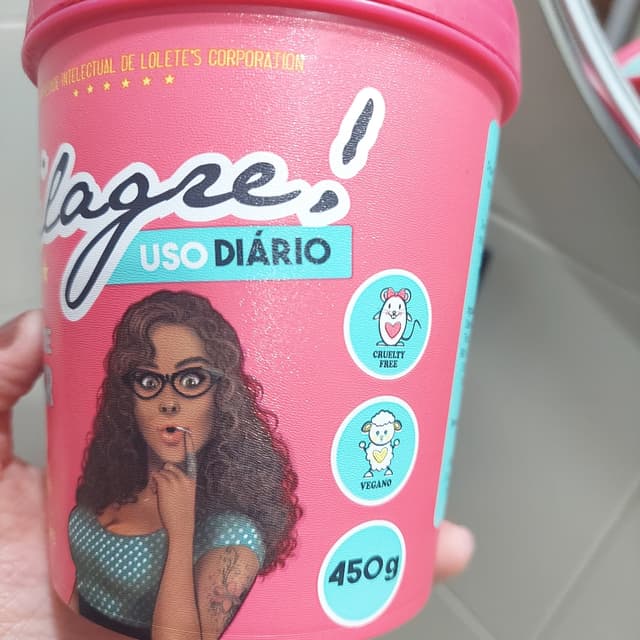 INTELECTUAL DE LOLETE'S CORPORATION
lagre!
USO DIÁRIO
CRUELTY
FREE
VEGANO
450g